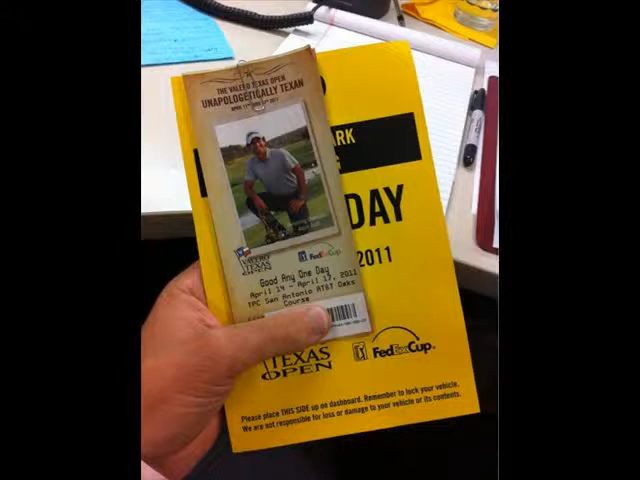 THE VALERO TEXAS OPEN
UNAPOLOGETICALLY TEXAN
VALERO
TEXAS
OPEN
FedExCup
Good Any One Day
April 14 - April 17, 2011
TPC San Antonio AT&T Oaks
Course
ARK
DAY
2011
TEXAS
OPEN
FedExCup
Please place THIS SIDE up on dashboard. Remember to lock your vehicle.
We are not responsible for loss or damage to your vehicle or its contents.